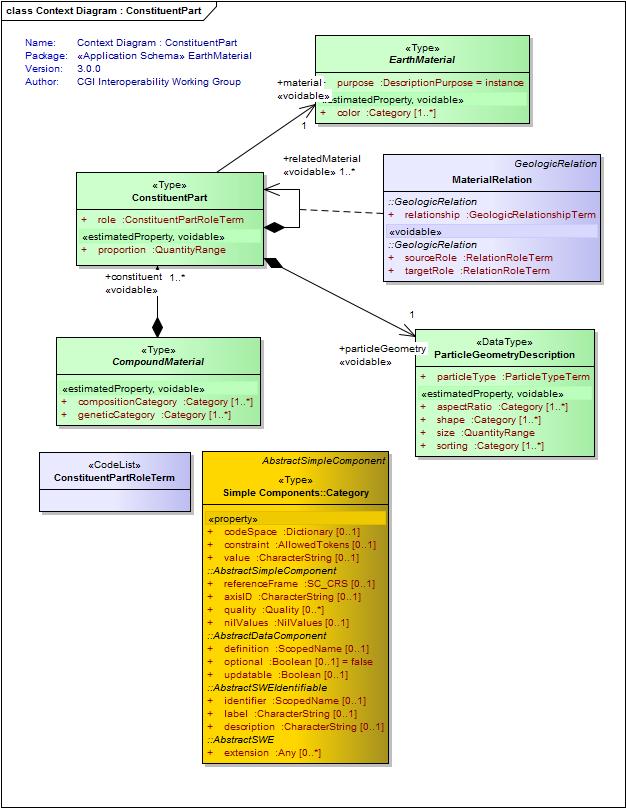 class Context Diagram : ConstituentPart
Name: Context Diagram : ConstituentPart
Package: «Application Schema» EarthMaterial
Version: 3.0.0
Author: CGI Interoperability Working Group
«Type»
EarthMaterial
+ purpose :DescriptionPurpose = instance
«estimatedProperty, voidable»
+ color :Category [1..*]
+material
«voidable»
1
+relatedMaterial
«voidable» 1..*
GeologicRelation
MaterialRelation
::GeologicRelation
+ relationship :GeologicRelationshipTerm
«voidable»
::GeologicRelation
+ sourceRole :RelationRoleTerm
+ targetRole :RelationRoleTerm
«Type»
ConstituentPart
+ role :ConstituentPartRoleTerm
«estimatedProperty, voidable»
+ proportion :QuantityRange
+constituent 1..*
«voidable»
1
+particleGeometry
«voidable»
«Type»
CompoundMaterial
«estimatedProperty, voidable»
+ compositionCategory :Category [1..*]
+ geneticCategory :Category [1..*]
«DataType»
ParticleGeometryDescription
+ particleType :ParticleTypeTerm
«estimatedProperty, voidable»
+ aspectRatio :Category [1..*]
+ shape :Category [1..*]
+ size :QuantityRange
+ sorting :Category [1..*]
«CodeList»
ConstituentPartRoleTerm
AbstractSimpleComponent
«Type»
Simple Components::Category
«property»
+ codeSpace :Dictionary [0..1]
+ constraint :AllowedTokens [0..1]
+ value :CharacterString [0..1]
::AbstractSimpleComponent
+ referenceFrame :SC_CRS [0..1]
+ axisID :CharacterString [0..1]
+ quality :Quality [0..*]
+ nilValues :NilValues [0..1]
::AbstractDataComponent
+ definition :ScopedName [0..1]
+ optional :Boolean [0..1] = false
+ updatable :Boolean [0..1]
::AbstractSWEIdentifiable
+ identifier :ScopedName [0..1]
+ label :CharacterString [0..1]
+ description :CharacterString [0..1]
::AbstractSWE
+ extension :Any [0..*]